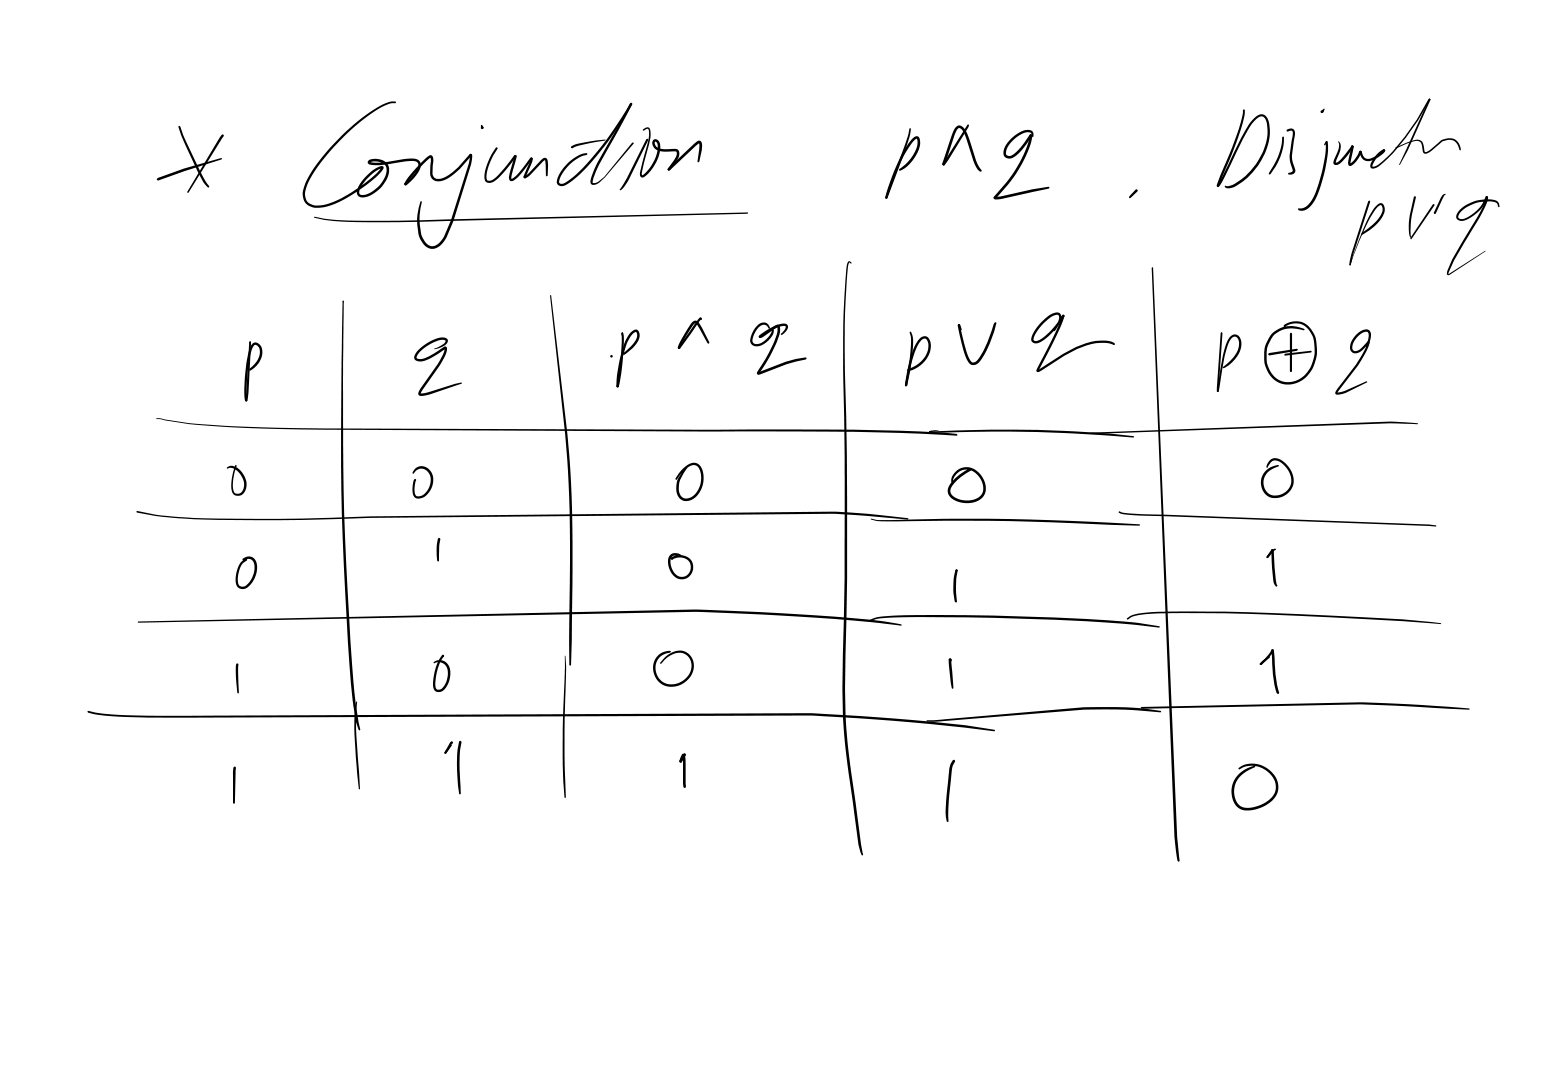 * Conjunction p ∧ q . Disjunctn
p ∨ q
p q p ∧ q p ∨ q p ⊕ q
0 0 0 0 0
0 1 0 1 1
1 0 0 1 1
1 1 1 1 0